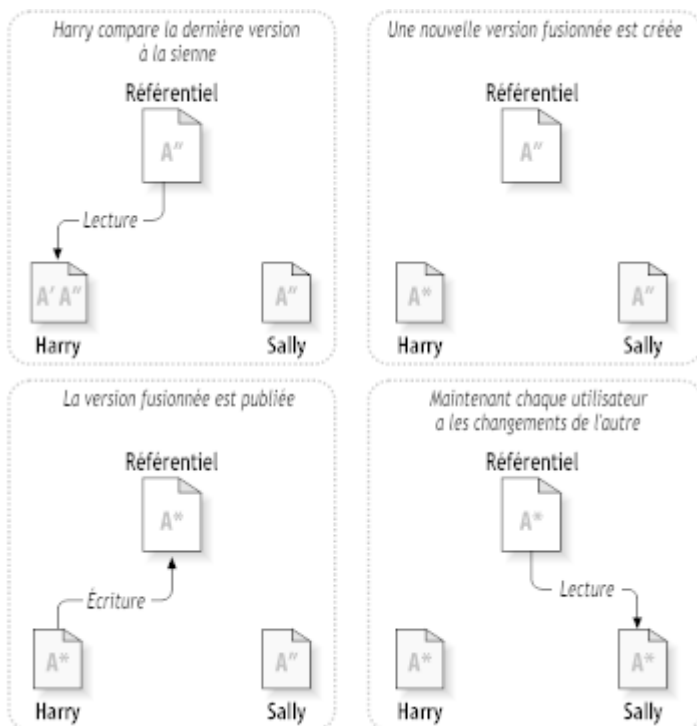 Harry compare la dernière version
à la sienne
Référentiel
A″
Lecture
A′ A″
A″
Harry
Sally
Une nouvelle version fusionnée est créée
Référentiel
A″
A*
A″
Harry
Sally
La version fusionnée est publiée
Référentiel
A*
Écriture
A*
A″
Harry
Sally
Maintenant chaque utilisateur
a les changements de l'autre
Référentiel
A*
Lecture
A*
A*
Harry
Sally